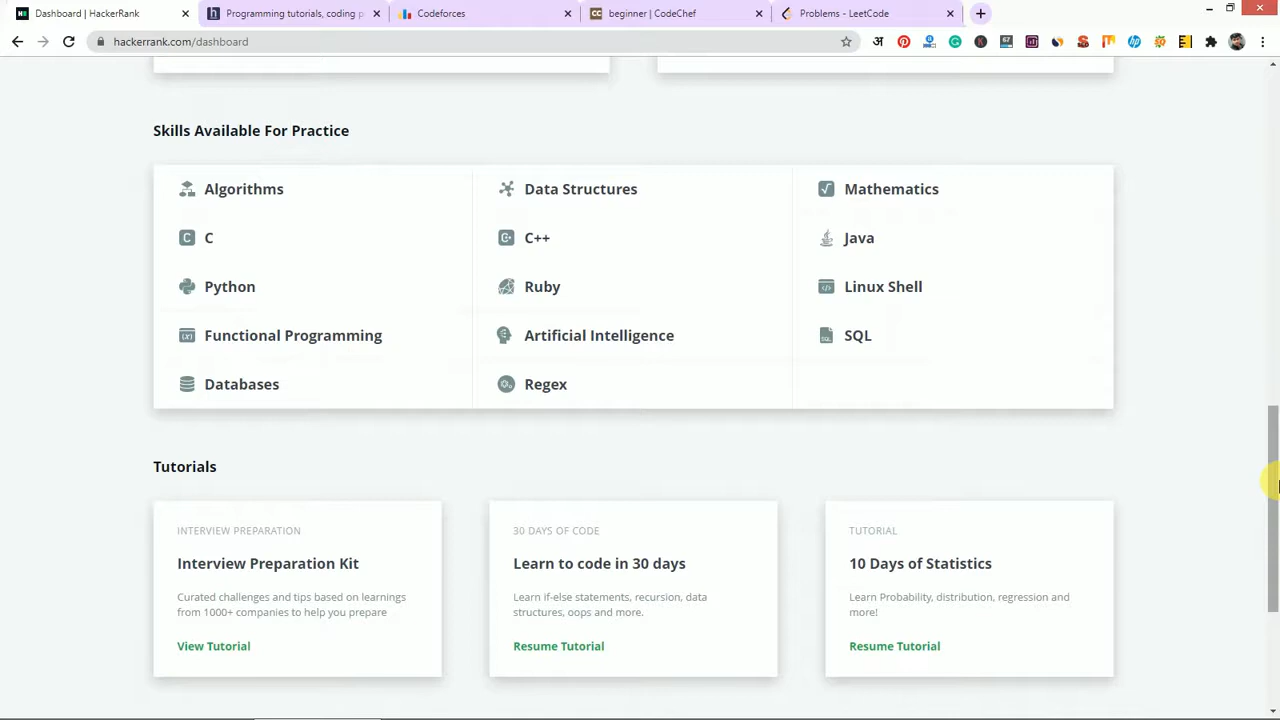 Dashboard | HackerRank
Programming tutorials, coding p
Codeforces
beginner | CodeChef
Problems - LeetCode
hackerrank.com/dashboard
अ
67
Skills Available For Practice
Algorithms
Data Structures
Mathematics
C
C++
Java
Python
Ruby
Linux Shell
Functional Programming
Artificial Intelligence
SQL
Databases
Regex
Tutorials
INTERVIEW PREPARATION
Interview Preparation Kit
Curated challenges and tips based on learnings
from 1000+ companies to help you prepare
View Tutorial
30 DAYS OF CODE
Learn to code in 30 days
Learn if-else statements, recursion, data
structures, oops and more.
Resume Tutorial
TUTORIAL
10 Days of Statistics
Learn Probability, distribution, regression and
more!
Resume Tutorial